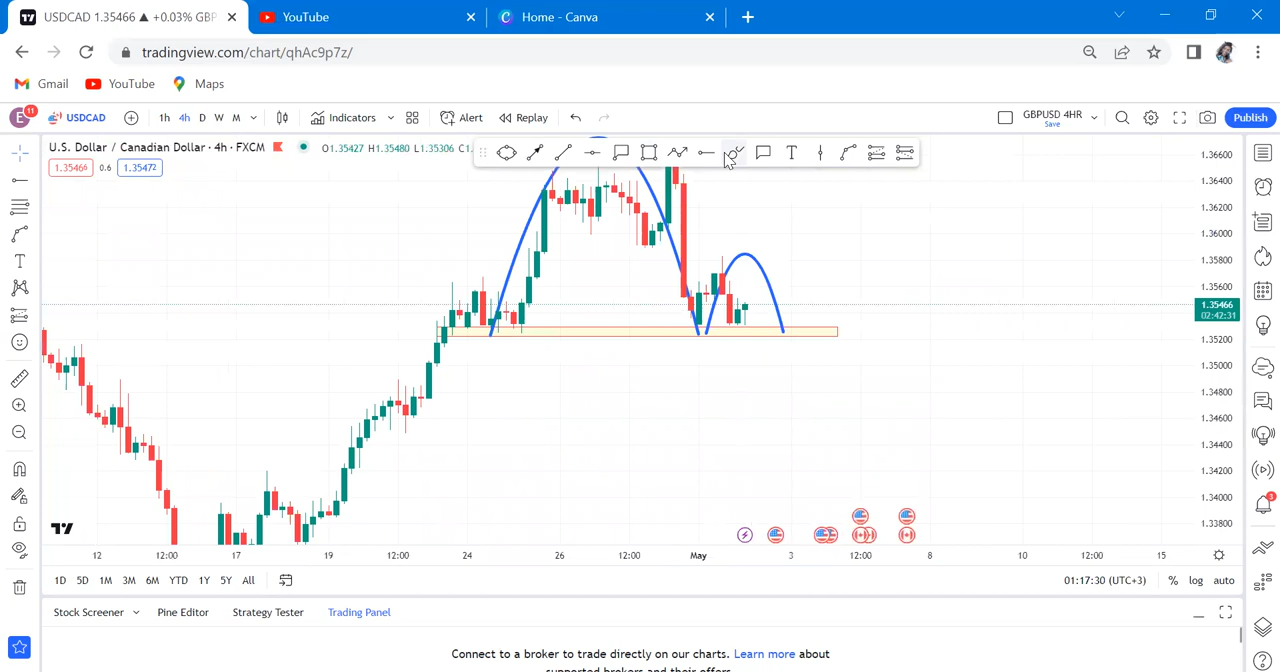 USDCAD 1.35466 ▲ +0.03% GBP
YouTube
Home - Canva
tradingview.com/chart/qhAc9p7z/
Gmail
YouTube
Maps
E
11
USDCAD
1h
4h
D
W
M
Indicators
Alert
Replay
GBPUSD 4HR
Save
Publish
U.S. Dollar / Canadian Dollar · 4h · FXCM
O1.35427 H1.35480 L1.35306 C1.
1.35466
0.6
1.35472
1.36600
1.36400
1.36200
1.36000
1.35800
1.35600
1.35466
02:42:31
1.35200
1.35000
1.34800
1.34600
1.34400
1.34200
1.34000
1.33800
3
12
12:00
17
19
12:00
24
26
12:00
May
3
12:00
8
10
12:00
15
1D
5D
1M
3M
6M
YTD
1Y
5Y
All
01:17:30 (UTC+3)
%
log
auto
Stock Screener
Pine Editor
Strategy Tester
Trading Panel
Connect to a broker to trade directly on our charts. Learn more about
supported brokers and their offers.